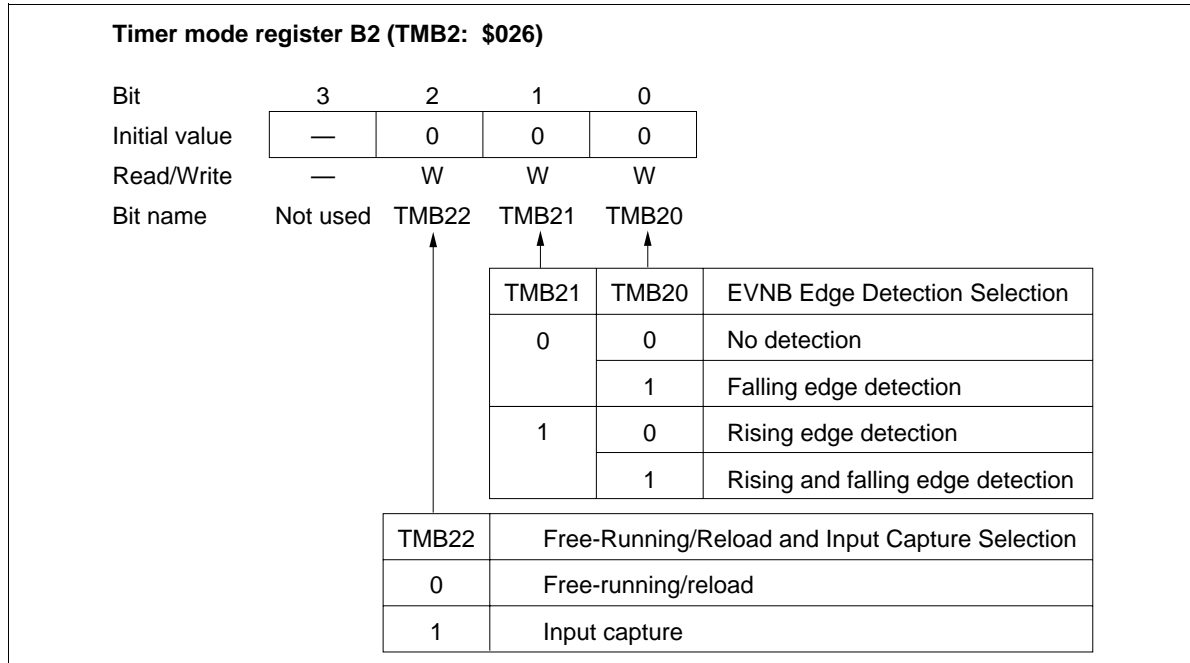 Timer mode register B2 (TMB2: $026)
Bit 3 2 1 0
Initial value — 0 0 0
Read/Write — W W W
Bit name Not used TMB22 TMB21 TMB20
TMB21 TMB20 EVNB Edge Detection Selection
0 0 No detection
1 Falling edge detection
1 0 Rising edge detection
1 Rising and falling edge detection
TMB22 Free-Running/Reload and Input Capture Selection
0 Free-running/reload
1 Input capture